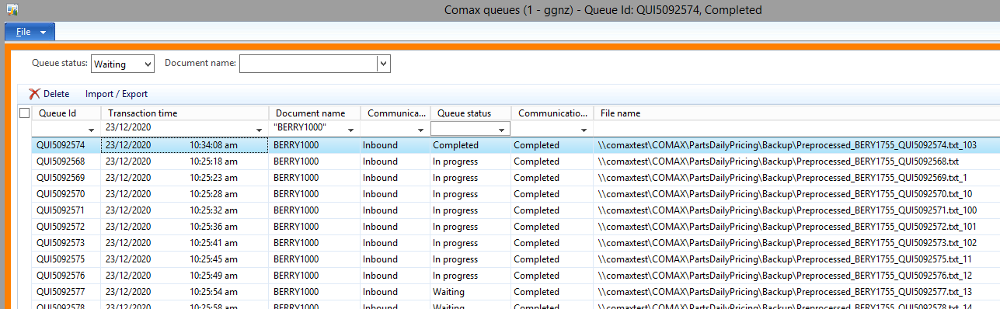 Comax queues (1 - ggnz) - Queue Id: QUI5092574, Completed
File
Queue status: Waiting Document name:
Delete Import / Export
Queue Id Transaction time Document name Communica... Queue status Communicatio... File name
23/12/2020 "BERRY1000"
QUI5092574 23/12/2020 10:34:08 am BERRY1000 Inbound Completed Completed \\comaxtest\COMAX\PartsDailyPricing\Backup\Preprocessed_BERY1755_QUI5092574.txt_103
QUI5092568 23/12/2020 10:25:18 am BERRY1000 Inbound In progress Completed \\comaxtest\COMAX\PartsDailyPricing\Backup\Preprocessed_BERY1755_QUI5092568.txt
QUI5092569 23/12/2020 10:25:23 am BERRY1000 Inbound In progress Completed \\comaxtest\COMAX\PartsDailyPricing\Backup\Preprocessed_BERY1755_QUI5092569.txt_1
QUI5092570 23/12/2020 10:25:28 am BERRY1000 Inbound In progress Completed \\comaxtest\COMAX\PartsDailyPricing\Backup\Preprocessed_BERY1755_QUI5092570.txt_10
QUI5092571 23/12/2020 10:25:32 am BERRY1000 Inbound In progress Completed \\comaxtest\COMAX\PartsDailyPricing\Backup\Preprocessed_BERY1755_QUI5092571.txt_100
QUI5092572 23/12/2020 10:25:36 am BERRY1000 Inbound In progress Completed \\comaxtest\COMAX\PartsDailyPricing\Backup\Preprocessed_BERY1755_QUI5092572.txt_101
QUI5092573 23/12/2020 10:25:41 am BERRY1000 Inbound In progress Completed \\comaxtest\COMAX\PartsDailyPricing\Backup\Preprocessed_BERY1755_QUI5092573.txt_102
QUI5092575 23/12/2020 10:25:45 am BERRY1000 Inbound In progress Completed \\comaxtest\COMAX\PartsDailyPricing\Backup\Preprocessed_BERY1755_QUI5092575.txt_11
QUI5092576 23/12/2020 10:25:49 am BERRY1000 Inbound In progress Completed \\comaxtest\COMAX\PartsDailyPricing\Backup\Preprocessed_BERY1755_QUI5092576.txt_12
QUI5092577 23/12/2020 10:25:54 am BERRY1000 Inbound Waiting Completed \\comaxtest\COMAX\PartsDailyPricing\Backup\Preprocessed_BERY1755_QUI5092577.txt_13
QUI5092578 23/12/2020 10:25:58 am BERRY1000 Inbound Waiting Completed \\comaxtest\COMAX\PartsDailyPricing\Backup\Preprocessed_BERY1755_QUI5092578.txt_14